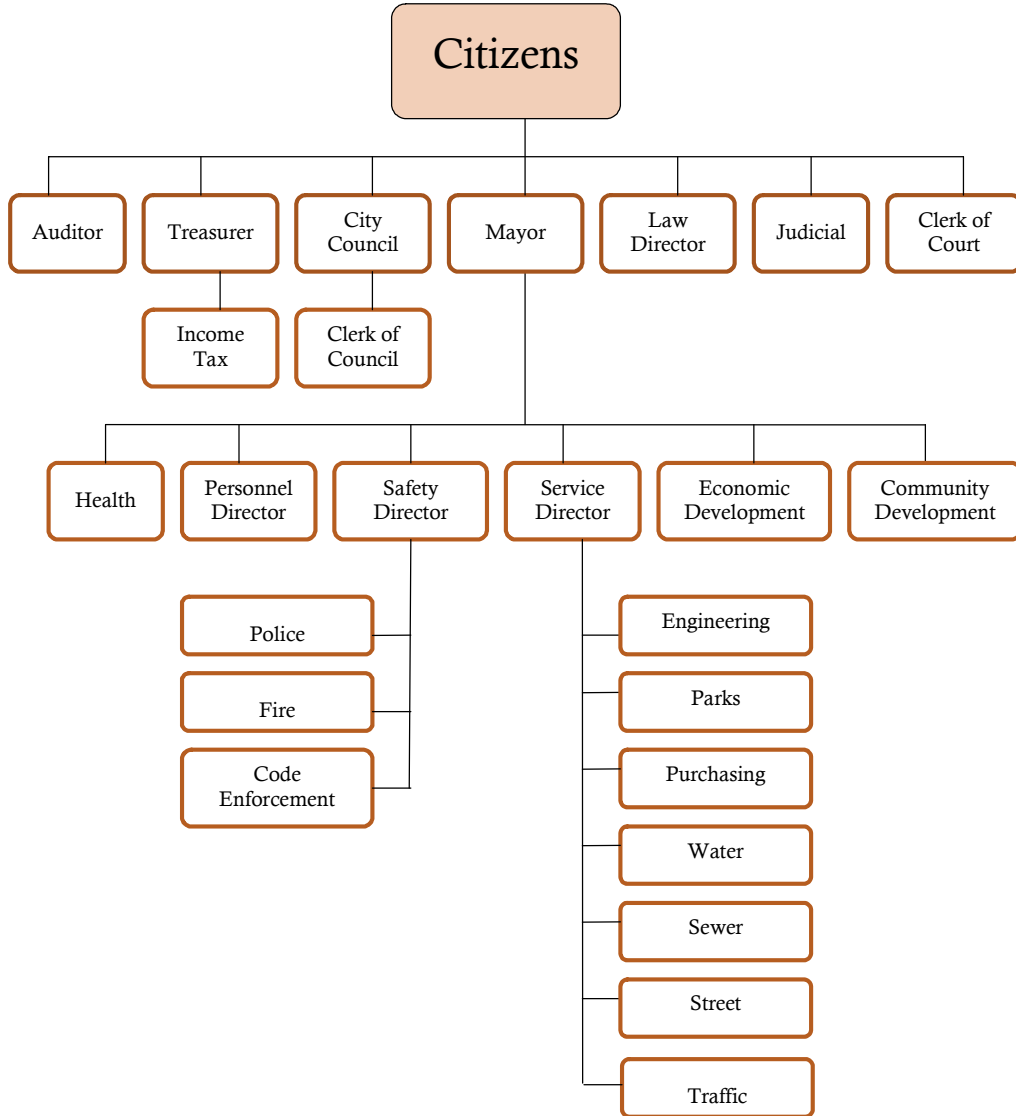 Citizens
Auditor
Treasurer
City
Council
Mayor
Law
Director
Judicial
Clerk of
Court
Income
Tax
Clerk of
Council
Health
Personnel
Director
Safety
Director
Service
Director
Economic
Development
Community
Development
Police
Fire
Code
Enforcement
Engineering
Parks
Purchasing
Water
Sewer
Street
Traffic